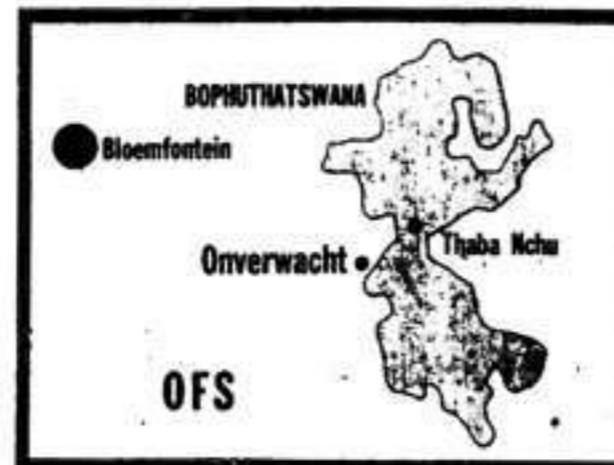 BOPHUTHATSWANA
Bloemfontein
Thaba Nchu
Onverwacht
OFS